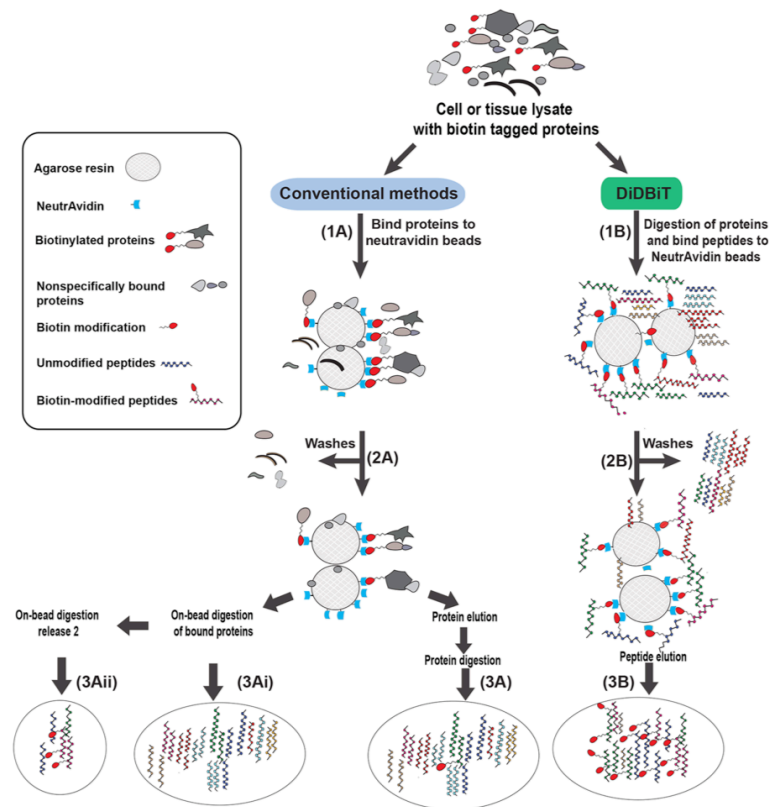 Cell or tissue lysate
with biotin tagged proteins
Agarose resin
NeutrAvidin
Biotinylated proteins
Nonspecifically bound
proteins
Biotin modification
Unmodified peptides
Biotin-modified peptides
Conventional methods
DiDBiT
(1A)
Bind proteins to
neutravidin beads
(1B)
Digestion of proteins
and bind peptides to
NeutrAvidin beads
Washes
(2A)
(2B)
Washes
On-bead digestion
release 2
On-bead digestion
of bound proteins
Protein elution
Protein digestion
Peptide elution
(3Aii)
(3Ai)
(3A)
(3B)